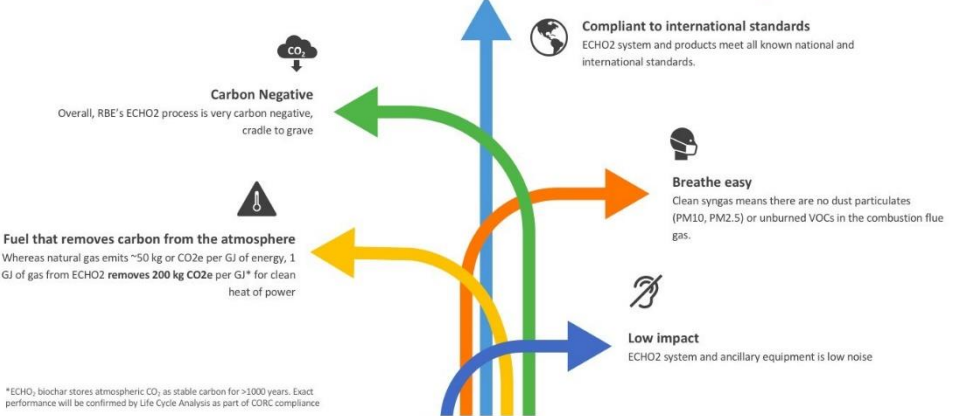 Compliant to international standards
ECHO2 system and products meet all known national and
international standards.
CO₂
Carbon Negative
Overall, RBE's ECHO2 process is very carbon negative,
cradle to grave
Breathe easy
Clean syngas means there are no dust particulates
(PM10, PM2.5) or unburned VOCs in the combustion flue
gas.
Fuel that removes carbon from the atmosphere
Whereas natural gas emits ~50 kg or CO2e per GJ of energy, 1
GJ of gas from ECHO2 removes 200 kg CO2e per GJ* for clean
heat of power
Low impact
ECHO2 system and ancillary equipment is low noise
*ECHO₂ biochar stores atmospheric CO₂ as stable carbon for >1000 years. Exact
performance will be confirmed by Life Cycle Analysis as part of CORC compliance